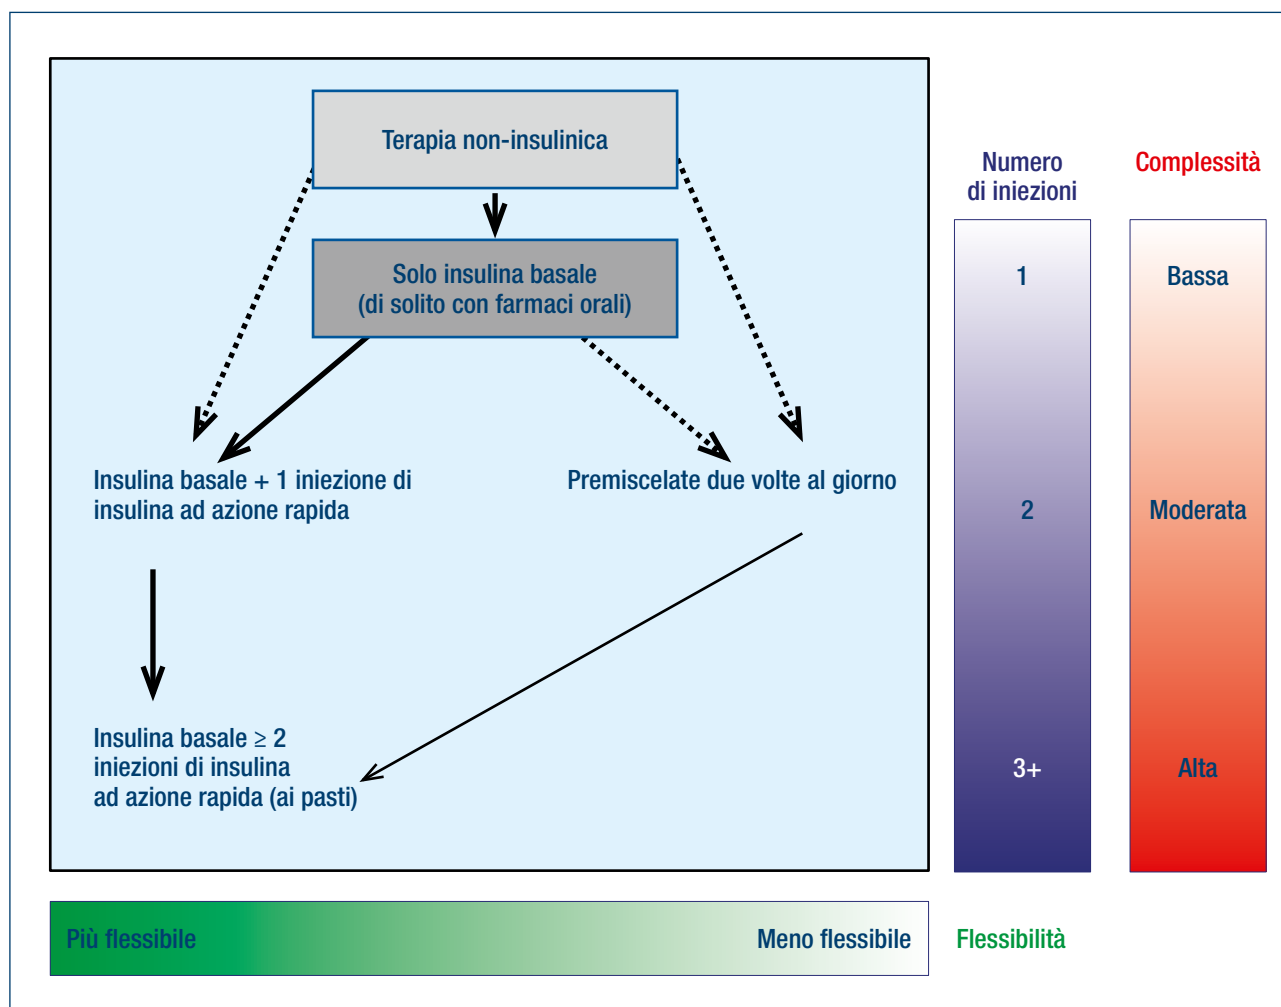 Terapia non-insulinica
Solo insulina basale
(di solito con farmaci orali)
Insulina basale + 1 iniezione di
insulina ad azione rapida
Premiscelate due volte al giorno
Insulina basale ≥ 2
iniezioni di insulina
ad azione rapida (ai pasti)
Numero
di iniezioni
1
2
3+
Complessità
Bassa
Moderata
Alta
Più flessibile
Meno flessibile
Flessibilità